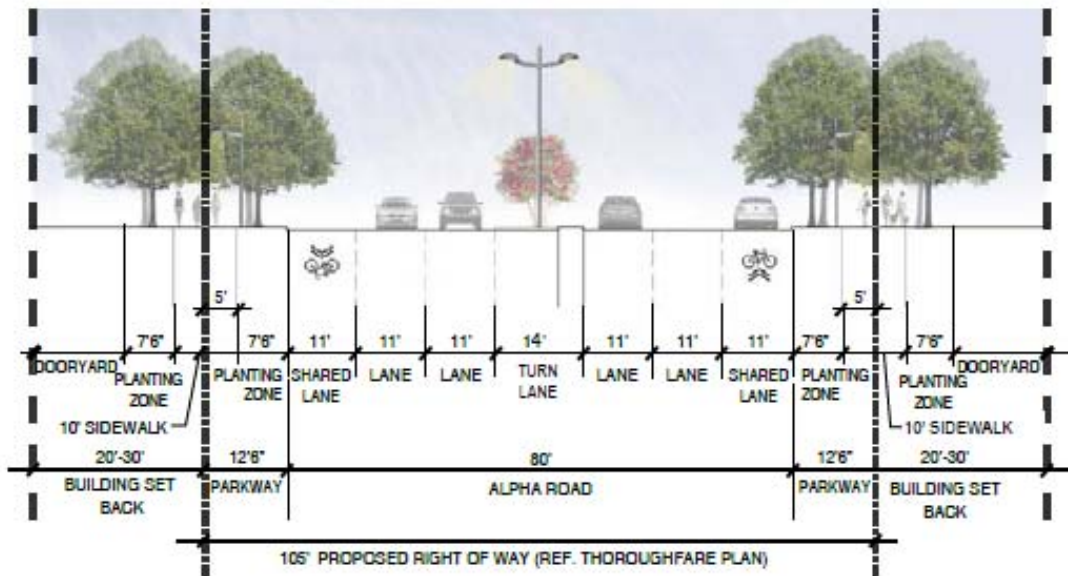 5' 5'
7'6" 7'6" 11' 11' 11' 14' 11' 11' 11' 7'6" 7'6"
DOORYARD PLANTING ZONE PLANTING ZONE SHARED LANE LANE LANE TURN LANE LANE LANE SHARED LANE PLANTING ZONE PLANTING ZONE DOORYARD
10' SIDEWALK 10' SIDEWALK
20'-30' 12'6" 80' 12'6" 20'-30'
BUILDING SET BACK PARKWAY ALPHA ROAD PARKWAY BUILDING SET BACK
105' PROPOSED RIGHT OF WAY (REF. THOROUGHFARE PLAN)